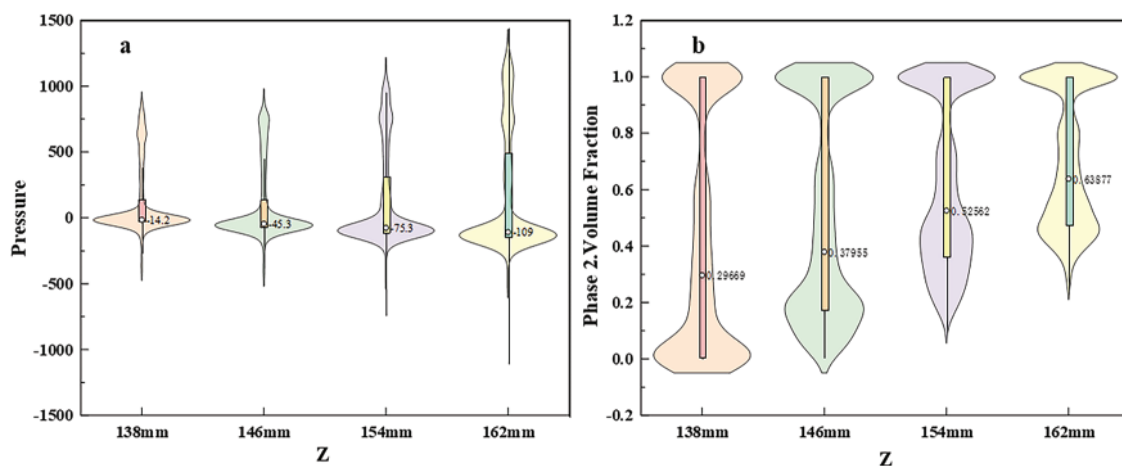 a
1500
1000
500
0
-500
-1000
-1500
Pressure
-14.2
-45.3
-75.3
-109
138mm
146mm
154mm
162mm
Z
b
1.2
1.0
0.8
0.6
0.4
0.2
0.0
-0.2
Phase 2.Volume Fraction
0.29669
0.37955
0.52562
0.63877
138mm
146mm
154mm
162mm
Z